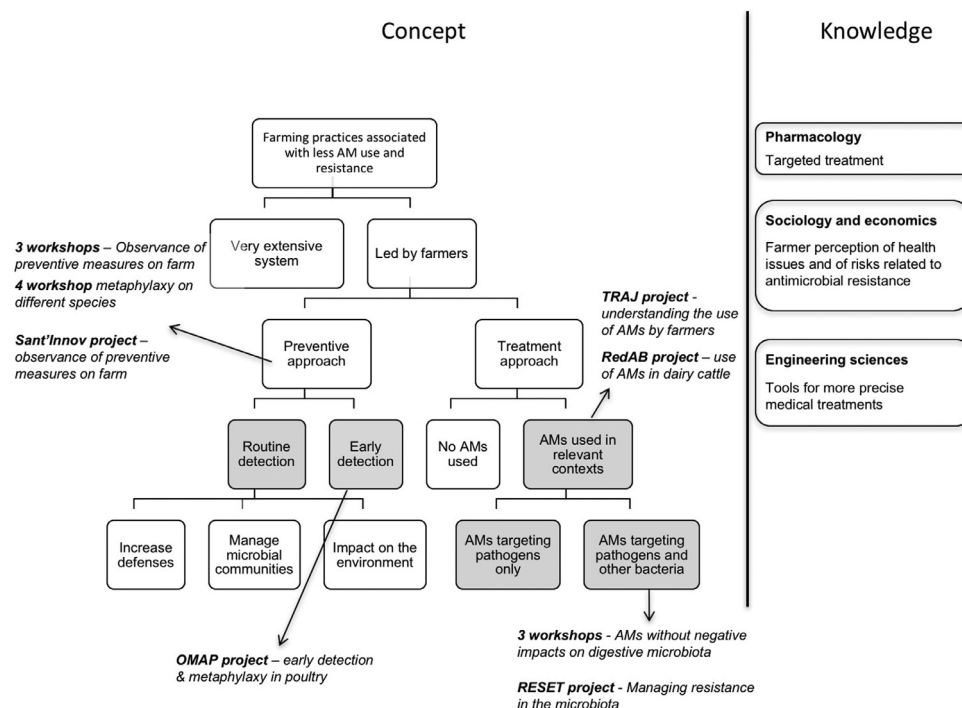 Concept
Knowledge
Farming practices associated
with less AM use and
resistance
Very extensive
system
Led by farmers
3 workshops – Observance of
preventive measures on farm
4 workshop metaphylaxy on
different species
Sant'Innov project –
observance of preventive
measures on farm
Preventive
approach
Treatment
approach
TRAJ project -
understanding the use
of AMs by farmers
RedAB project – use
of AMs in dairy cattle
Routine
detection
Early
detection
No AMs
used
AMs used in
relevant
contexts
Increase
defenses
Manage
microbial
communities
Impact on the
environment
AMs targeting
pathogens
only
AMs targeting
pathogens and
other bacteria
OMAP project – early detection
& metaphylaxy in poultry
3 workshops - AMs without negative
impacts on digestive microbiota
RESET project - Managing resistance
in the microbiota
Pharmacology
Targeted treatment
Sociology and economics
Farmer perception of health
issues and of risks related to
antimicrobial resistance
Engineering sciences
Tools for more precise
medical treatments